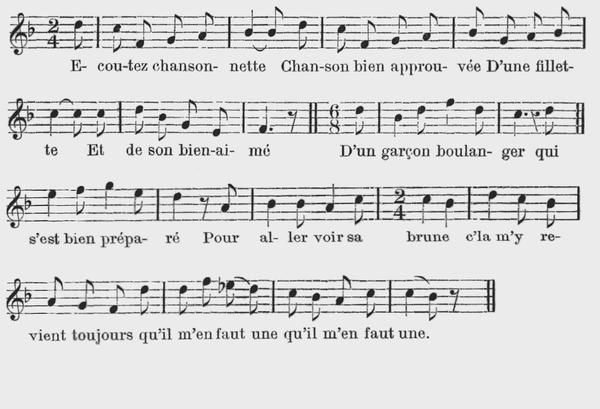 E- cou-tez chanson- nette Chan-son bien approu- vée D'une fillet-
te Et de son bien-ai- mé D'un garçon boulan- ger qui
s'est bien prépa- ré Pour al- ler voir sa brune c'la m'y re-
vient toujours qu'il m'en faut une qu'il m'en faut une.